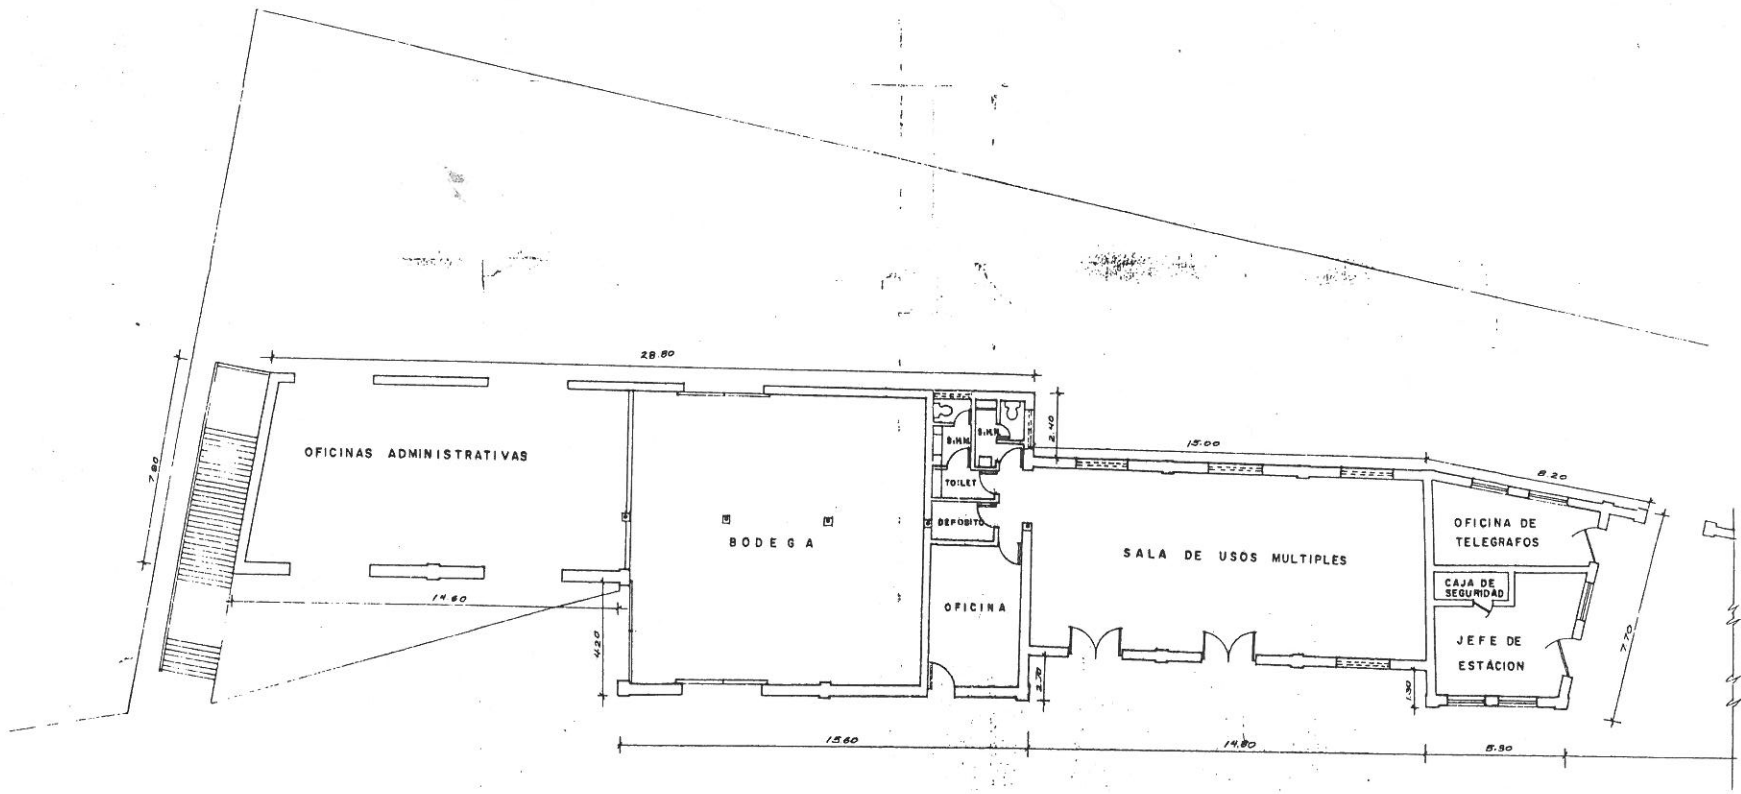 28.80
7.80
OFICINAS ADMINISTRATIVAS
S.H.H.
S.H.M.
2.40
15.00
8.20
TOILET
DEPOSITO
BODEGA
OFICINA DE
TELEGRAFOS
SALA DE USOS MULTIPLES
CAJA DE
SEGURIDAD
14.60
OFICINA
JEFE DE
ESTACION
4.20
7.70
2.70
1.30
15.60
14.80